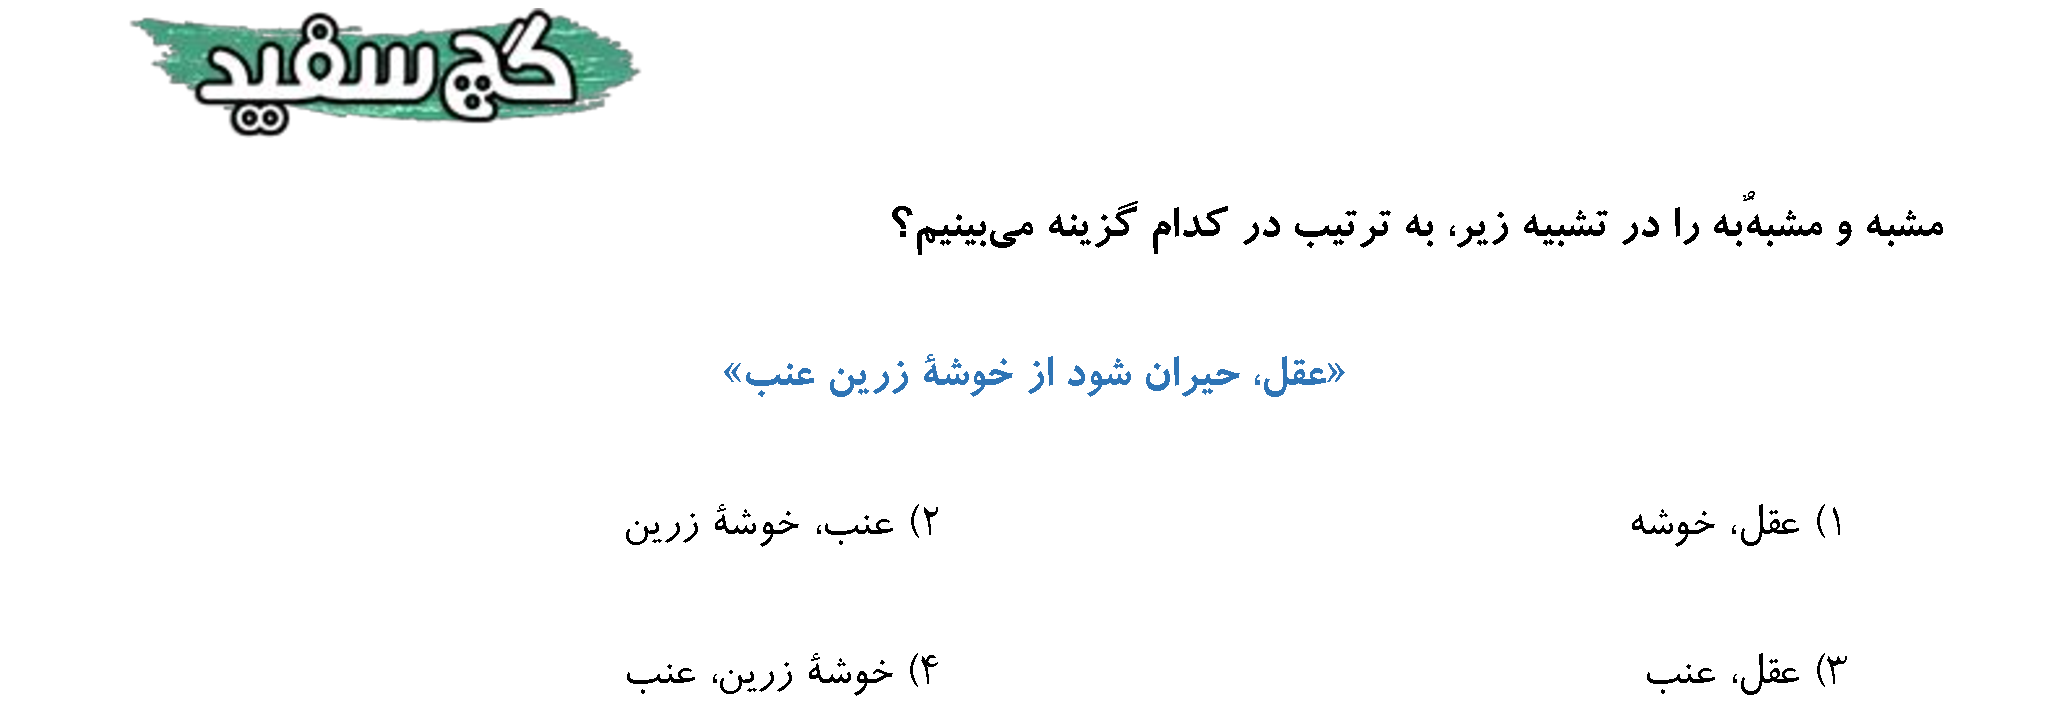 گچ سفید
مشبه و مشبهٌ‌به را در تشبیه زیر، به ترتیب در کدام گزینه می‌بینیم؟
«عقل، حیران شود از خوشهٔ زرین عنب»
۱) عقل، خوشه ۲) عنب، خوشهٔ زرین
۳) عقل، عنب ۴) خوشهٔ زرین، عنب